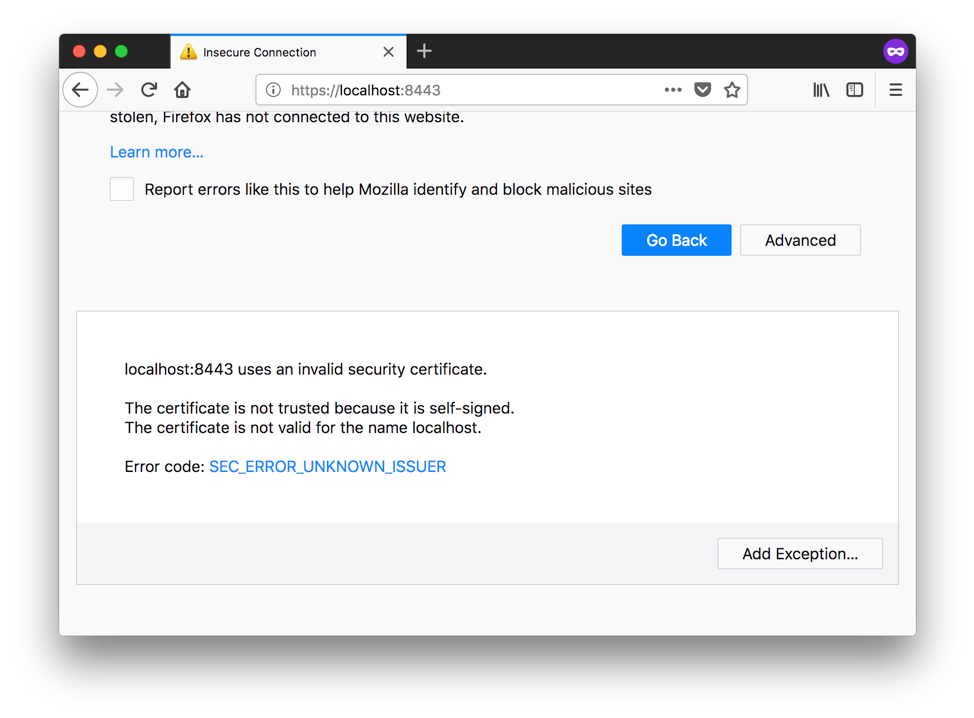 Insecure Connection
https://localhost:8443
stolen, Firefox has not connected to this website.
Learn more...
Report errors like this to help Mozilla identify and block malicious sites
Go Back
Advanced
localhost:8443 uses an invalid security certificate.
The certificate is not trusted because it is self-signed.
The certificate is not valid for the name localhost.
Error code: SEC_ERROR_UNKNOWN_ISSUER
Add Exception...